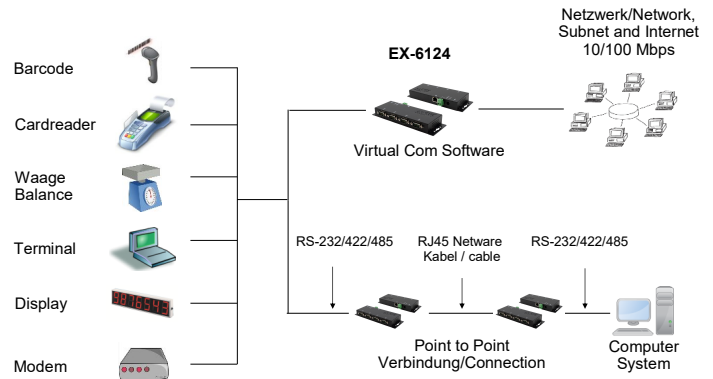 Netzwerk/Network,
Subnet and Internet
10/100 Mbps
EX-6124
Barcode
Cardreader
Virtual Com Software
Waage
Balance
Terminal
RS-232/422/485
RJ45 Netware
Kabel / cable
RS-232/422/485
Display
9876543
Point to Point
Verbindung/Connection
Computer
System
Modem